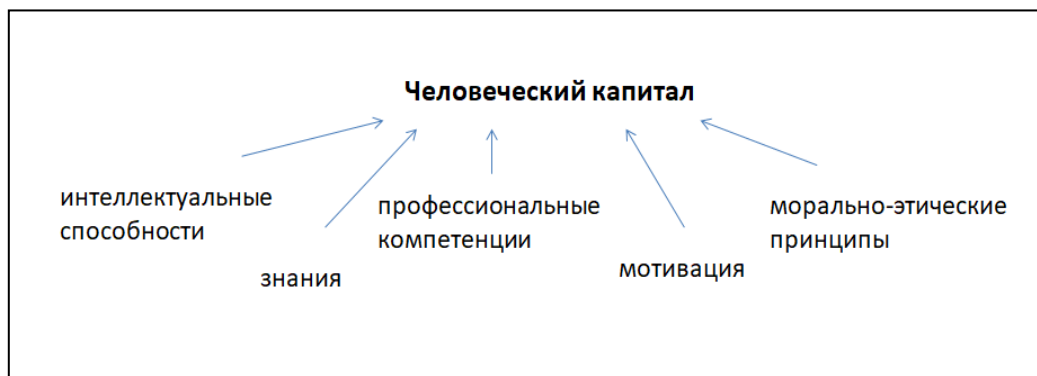 Человеческий капитал
интеллектуальные
способности
знания
профессиональные
компетенции
мотивация
морально-этические
принципы